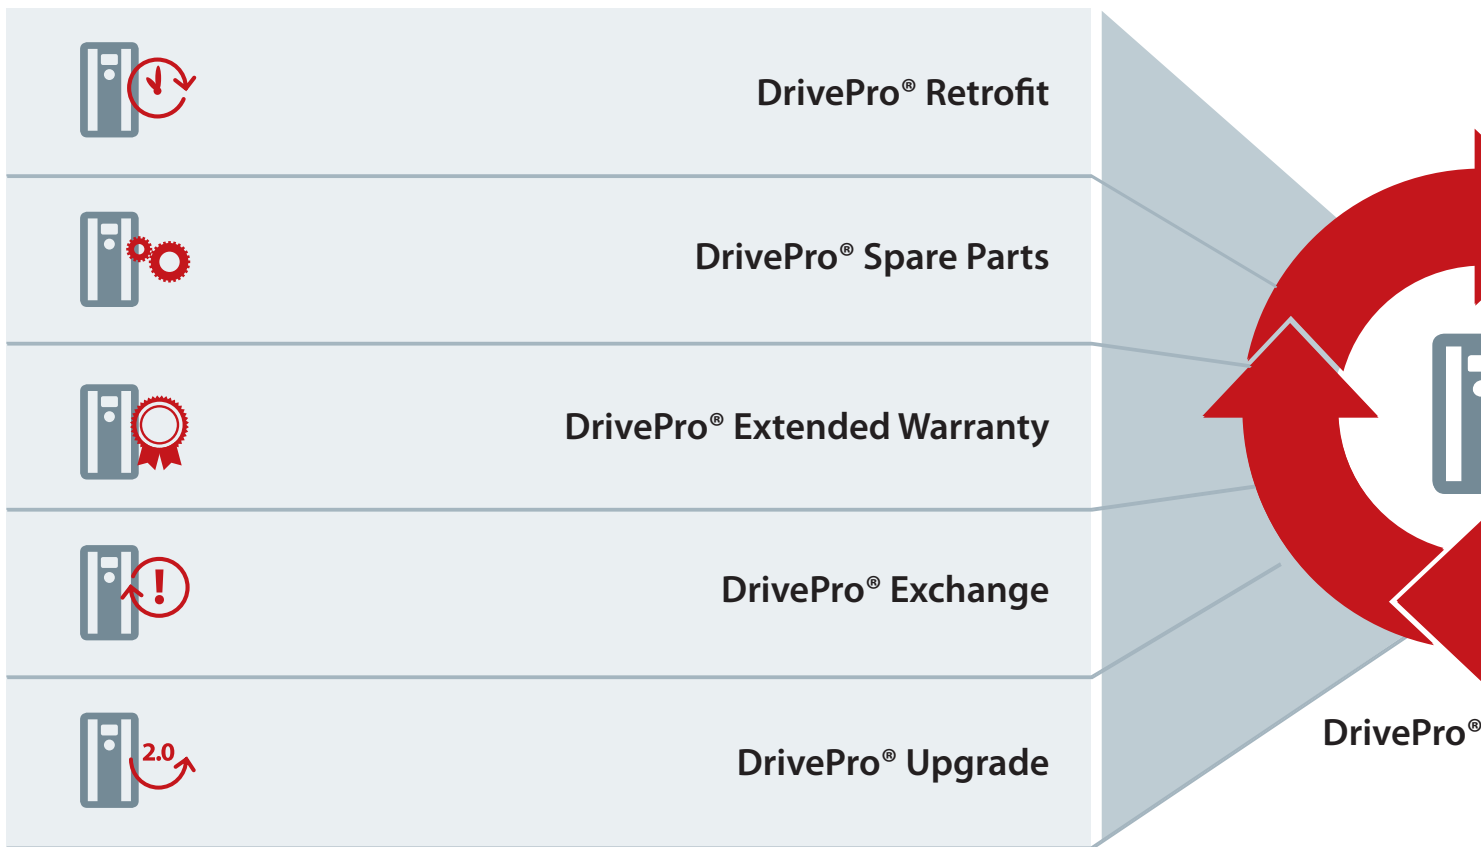 DrivePro® Retrofit
DrivePro® Spare Parts
DrivePro® Extended Warranty
DrivePro® Exchange
2.0
DrivePro® Upgrade
DrivePro®